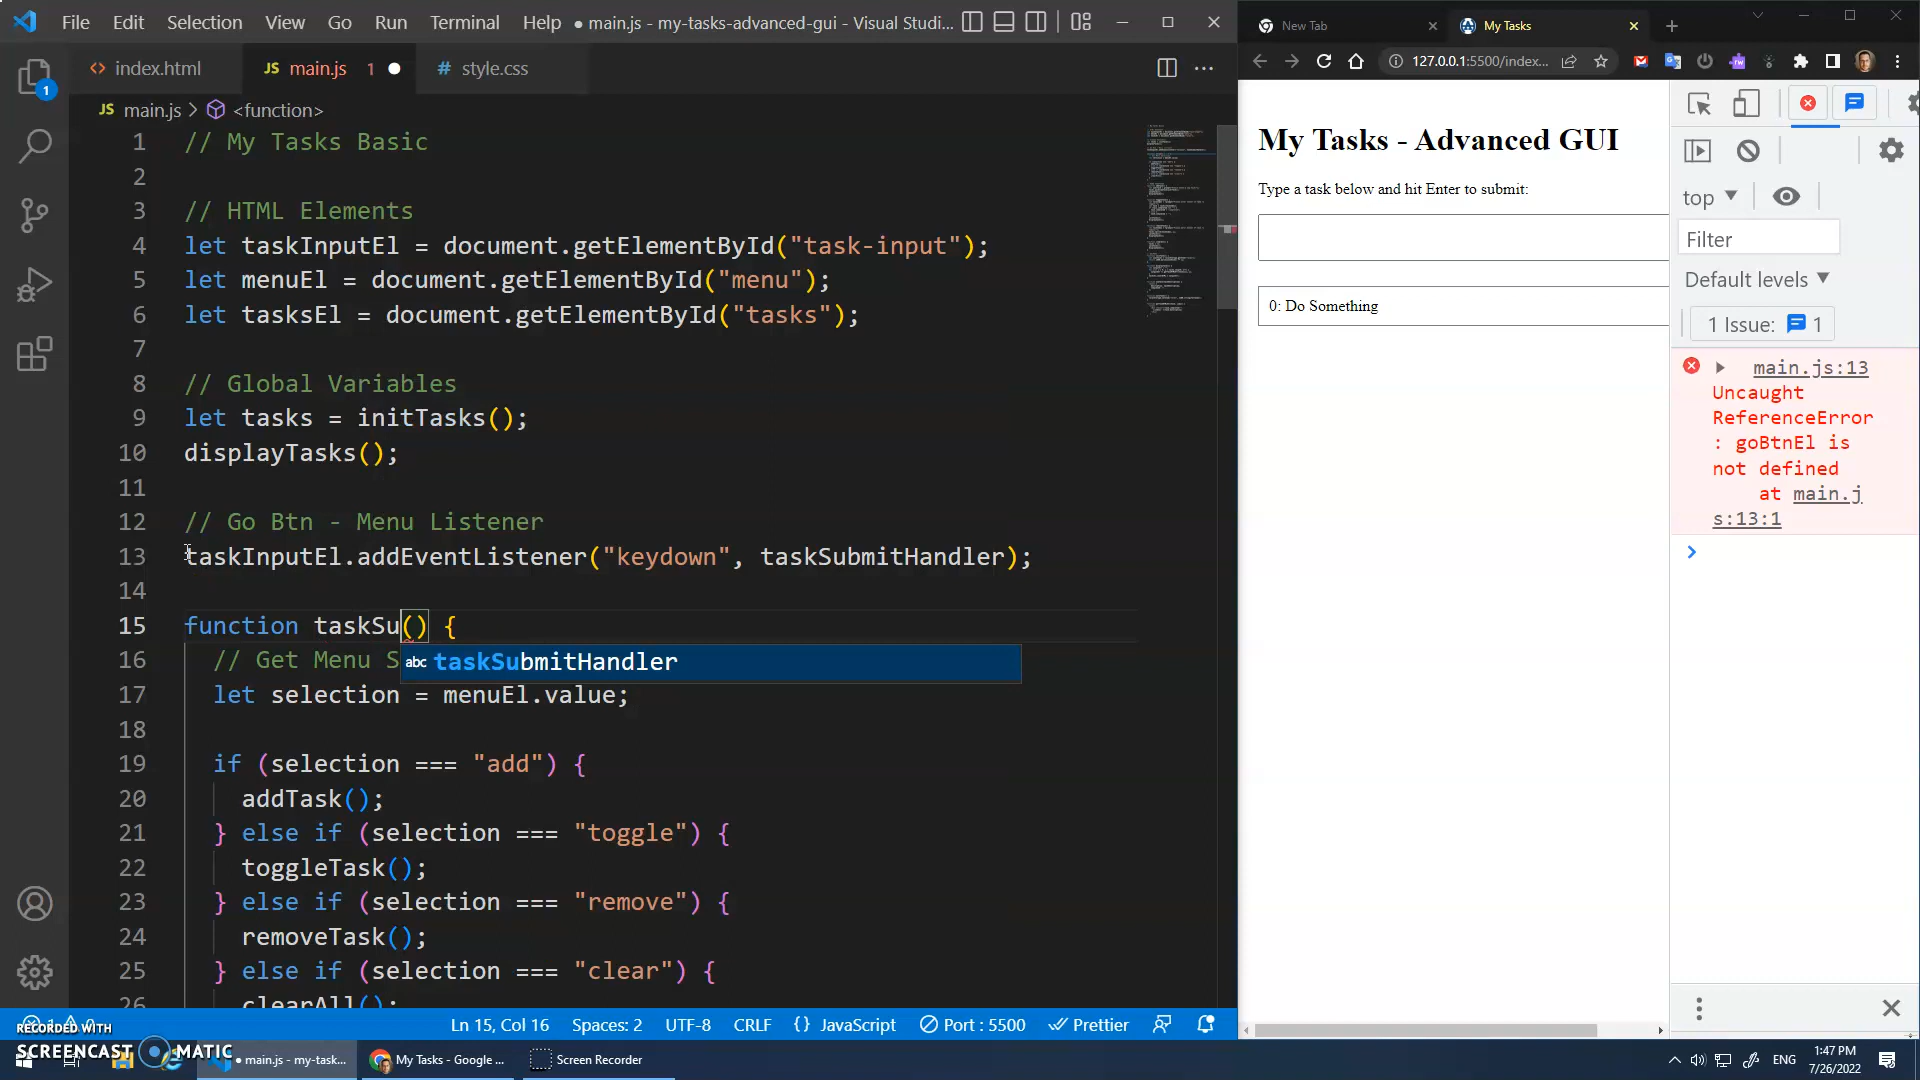 File Edit Selection View Go Run Terminal Help ● main.js - my-tasks-advanced-gui - Visual Studi...
<> index.html JS main.js 1 # style.css
JS main.js > <function>
1 // My Tasks Basic
2
3 // HTML Elements
4 let taskInputEl = document.getElementById("task-input");
5 let menuEl = document.getElementById("menu");
6 let tasksEl = document.getElementById("tasks");
7
8 // Global Variables
9 let tasks = initTasks();
10 displayTasks();
11
12 // Go Btn - Menu Listener
13 taskInputEl.addEventListener("keydown", taskSubmitHandler);
14
15 function taskSu() {
16 // Get Menu S
abc taskSubmitHandler
17 let selection = menuEl.value;
18
19 if (selection === "add") {
20 addTask();
21 } else if (selection === "toggle") {
22 toggleTask();
23 } else if (selection === "remove") {
24 removeTask();
25 } else if (selection === "clear") {
26 clearAll();
Ln 15, Col 16 Spaces: 2 UTF-8 CRLF {} JavaScript Port : 5500 Prettier
New Tab My Tasks
127.0.0.1:5500/index...
My Tasks - Advanced GUI
Type a task below and hit Enter to submit:
0: Do Something
top
Filter
Default levels
1 Issue: 1
main.js:13
Uncaught
ReferenceError
: goBtnEl is
not defined
at main.j
s:13:1
RECORDED WITH
SCREENCAST MATIC
main.js - my-task... My Tasks - Google ... Screen Recorder
ENG 1:47 PM
7/26/2022